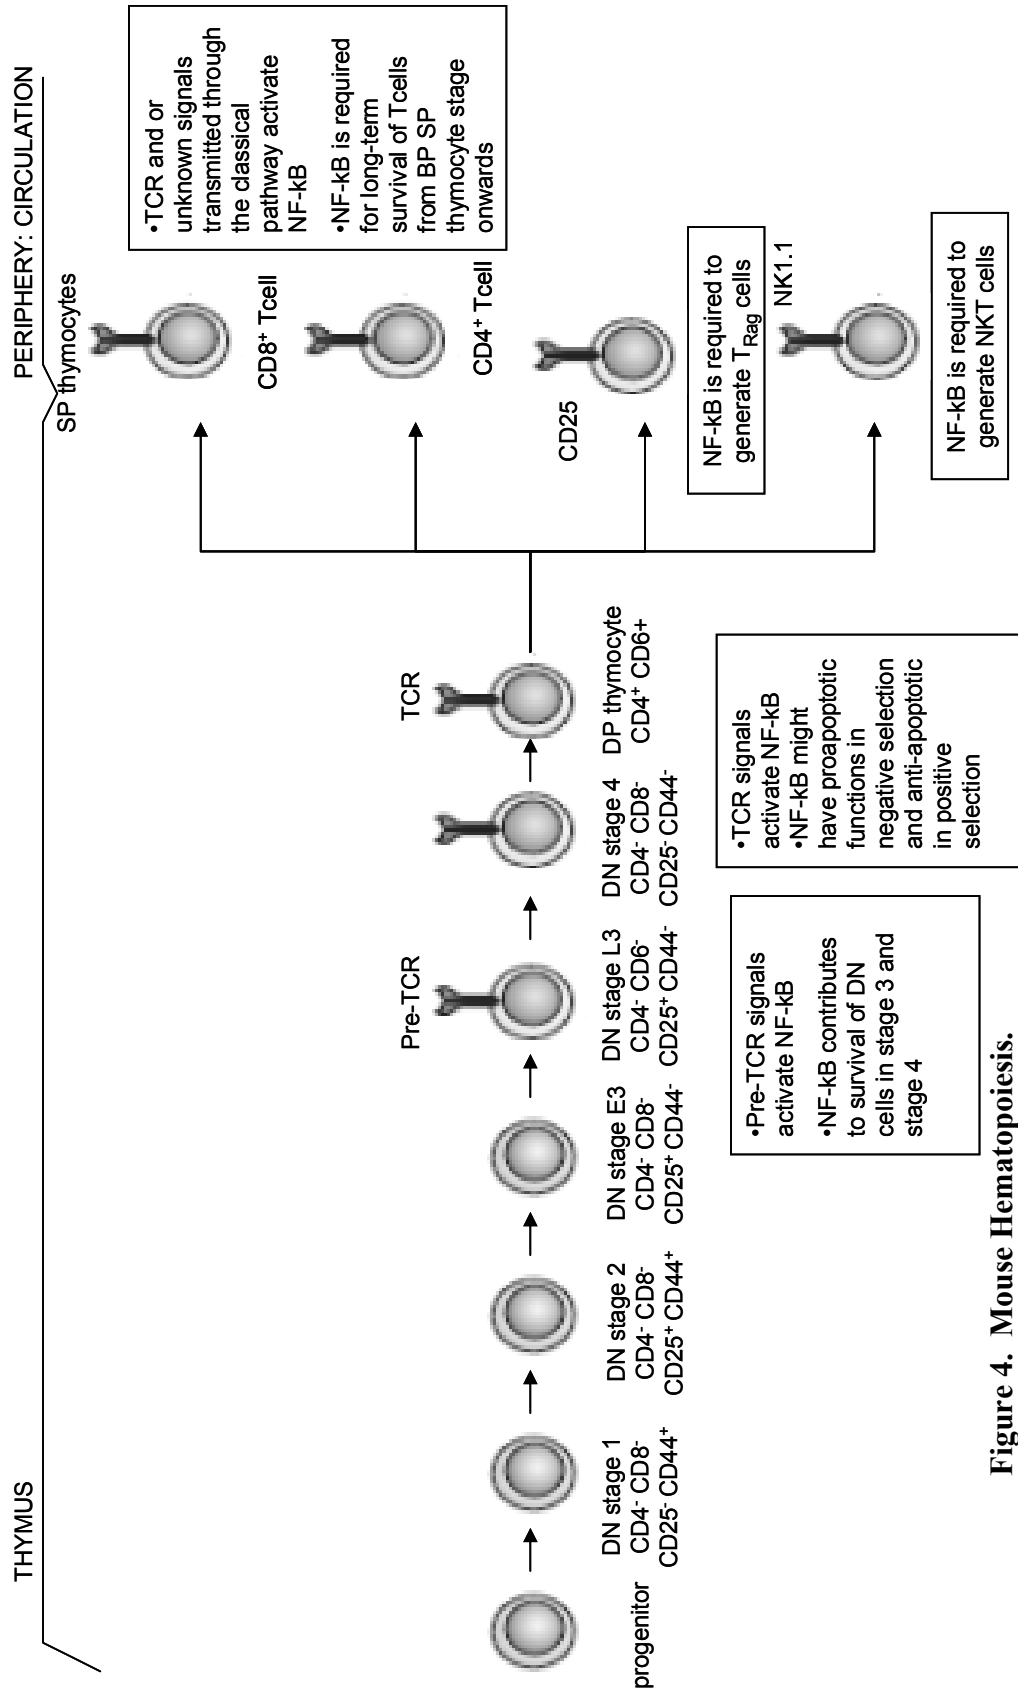 THYMUS
PERIPHERY: CIRCULATION
SP thymocytes
CD8+ Tcell
•TCR and or
unknown signals
transmitted through
the classical
pathway activate
NF-kB
•NF-kB is required
for long-term
survival of Tcells
from BP SP
thymocyte stage
onwards
CD4+ Tcell
CD25
NF-kB is required to
generate TRag cells
NK1.1
NF-kB is required to
generate NKT cells
Pre-TCR
TCR
progenitor
DN stage 1
CD4- CD8-
CD25- CD44+
DN stage 2
CD4- CD8-
CD25+ CD44+
DN stage E3
CD4- CD8-
CD25+ CD44-
DN stage L3
CD4- CD6-
CD25+ CD44-
DN stage 4
CD4- CD8-
CD25- CD44-
DP thymocyte
CD4+ CD6+
•Pre-TCR signals
activate NF-kB
•NF-kB contributes
to survival of DN
cells in stage 3 and
stage 4
•TCR signals
activate NF-kB
•NF-kB might
have proapoptotic
functions in
negative selection
and anti-apoptotic
in positive
selection
Figure 4. Mouse Hematopoiesis.